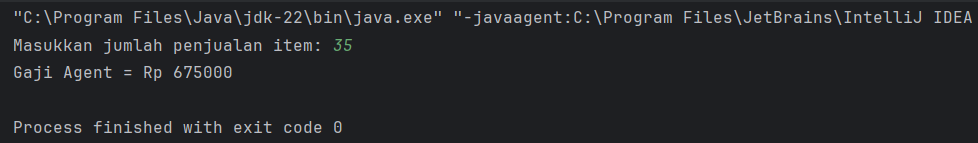 "C:\Program Files\Java\jdk-22\bin\java.exe" "-javaagent:C:\Program Files\JetBrains\IntelliJ IDEA
Masukkan jumlah penjualan item: 35
Gaji Agent = Rp 675000
Process finished with exit code 0